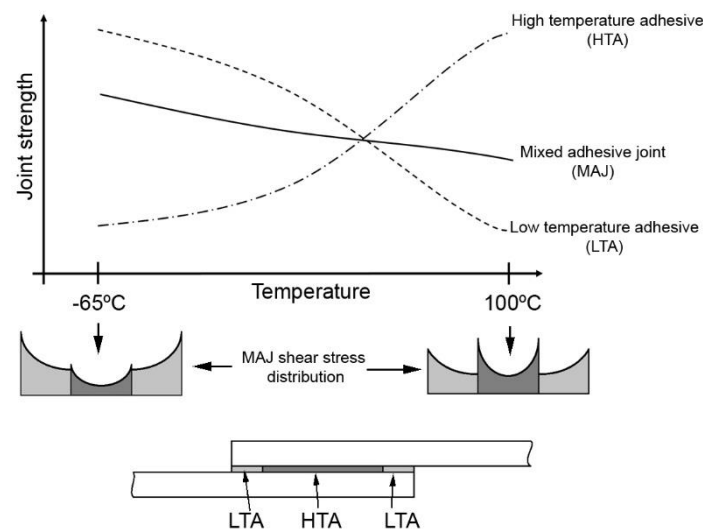 High temperature adhesive
(HTA)
Joint strength
Mixed adhesive joint
(MAJ)
Low temperature adhesive
(LTA)
-65ºC
Temperature
100ºC
MAJ shear stress
distribution
LTA
HTA
LTA